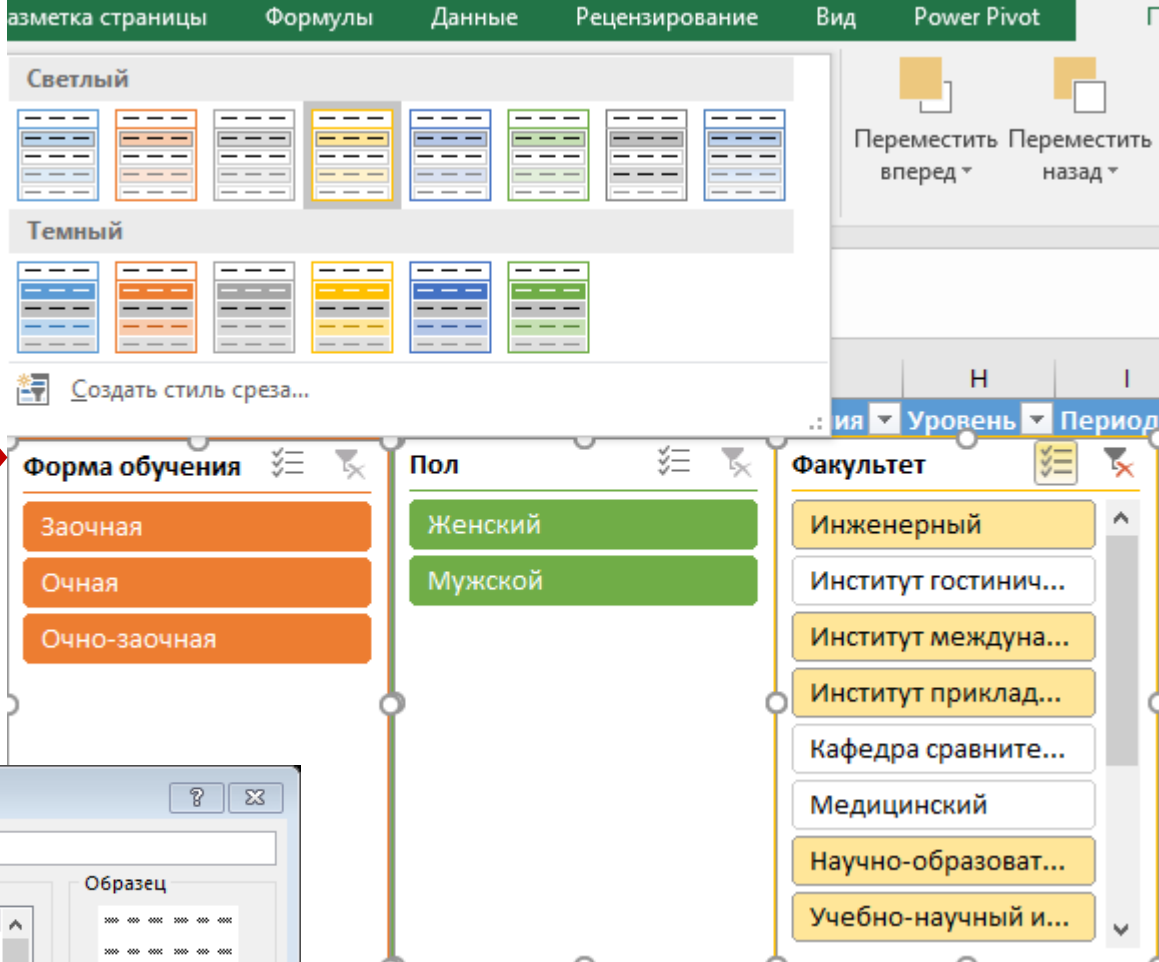 азметка страницы Формулы Данные Рецензирование Вид Power Pivot
Светлый
Переместить вперед
Переместить назад
Темный
Создать стиль среза...
H I
ия Уровень Период
Форма обучения
Заочная
Очная
Очно-заочная
Пол
Женский
Мужской
Факультет
Инженерный
Институт гостинич...
Институт междуна...
Институт приклад...
Кафедра сравните...
Медицинский
Научно-образоват...
Учебно-научный и...
?
Образец